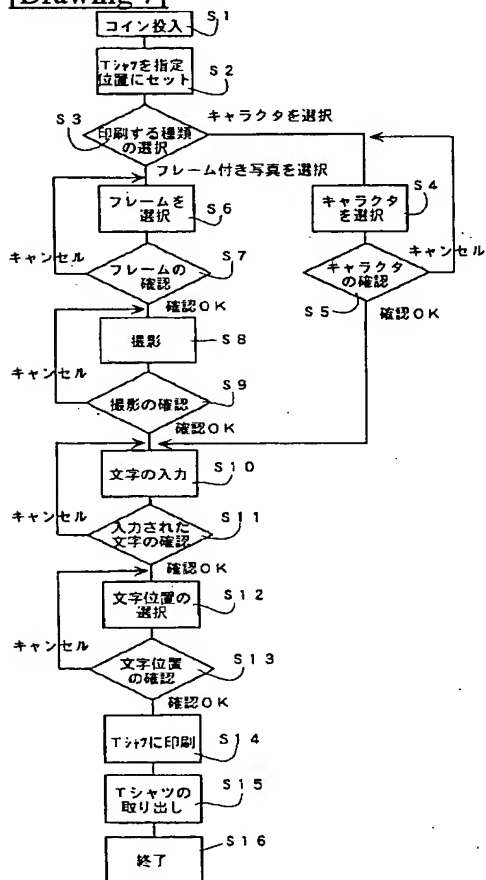 [Drawing 7]
コイン投入
S1
Tシャツを指定
位置にセット
S2
S3
印刷する種類
の選択
キャラクタを選択
フレーム付き写真を選択
フレームを
選択
S6
キャラクタ
を選択
S4
キャンセル
フレームの
確認
S7
キャラクタ
の確認
キャンセル
S5
確認OK
確認OK
撮影
S8
キャンセル
撮影の確認
S9
確認OK
文字の入力
S10
キャンセル
入力された
文字の確認
S11
確認OK
文字位置の
選択
S12
キャンセル
文字位置
の確認
S13
確認OK
Tシャツに印刷
S14
Tシャツの
取り出し
S15
終了
S16